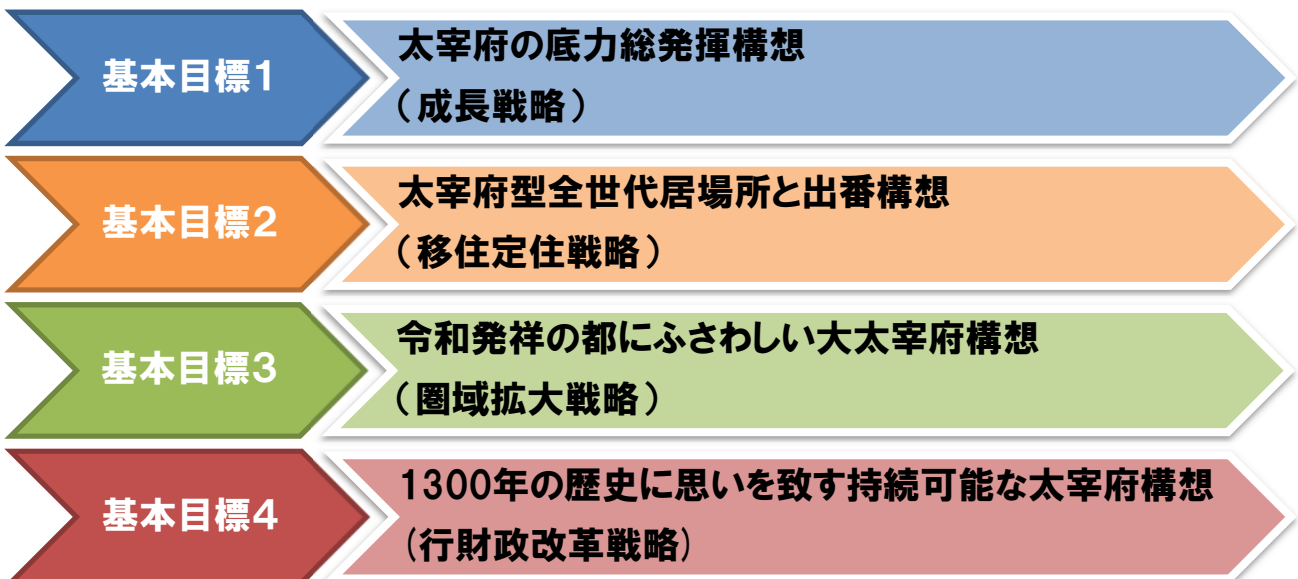 基本目標1
太宰府の底力総発揮構想
(成長戦略)
基本目標2
太宰府型全世代居場所と出番構想
(移住定住戦略)
基本目標3
令和発祥の都にふさわしい大太宰府構想
(圏域拡大戦略)
基本目標4
1300年の歴史に思いを致す持続可能な太宰府構想
(行財政改革戦略)